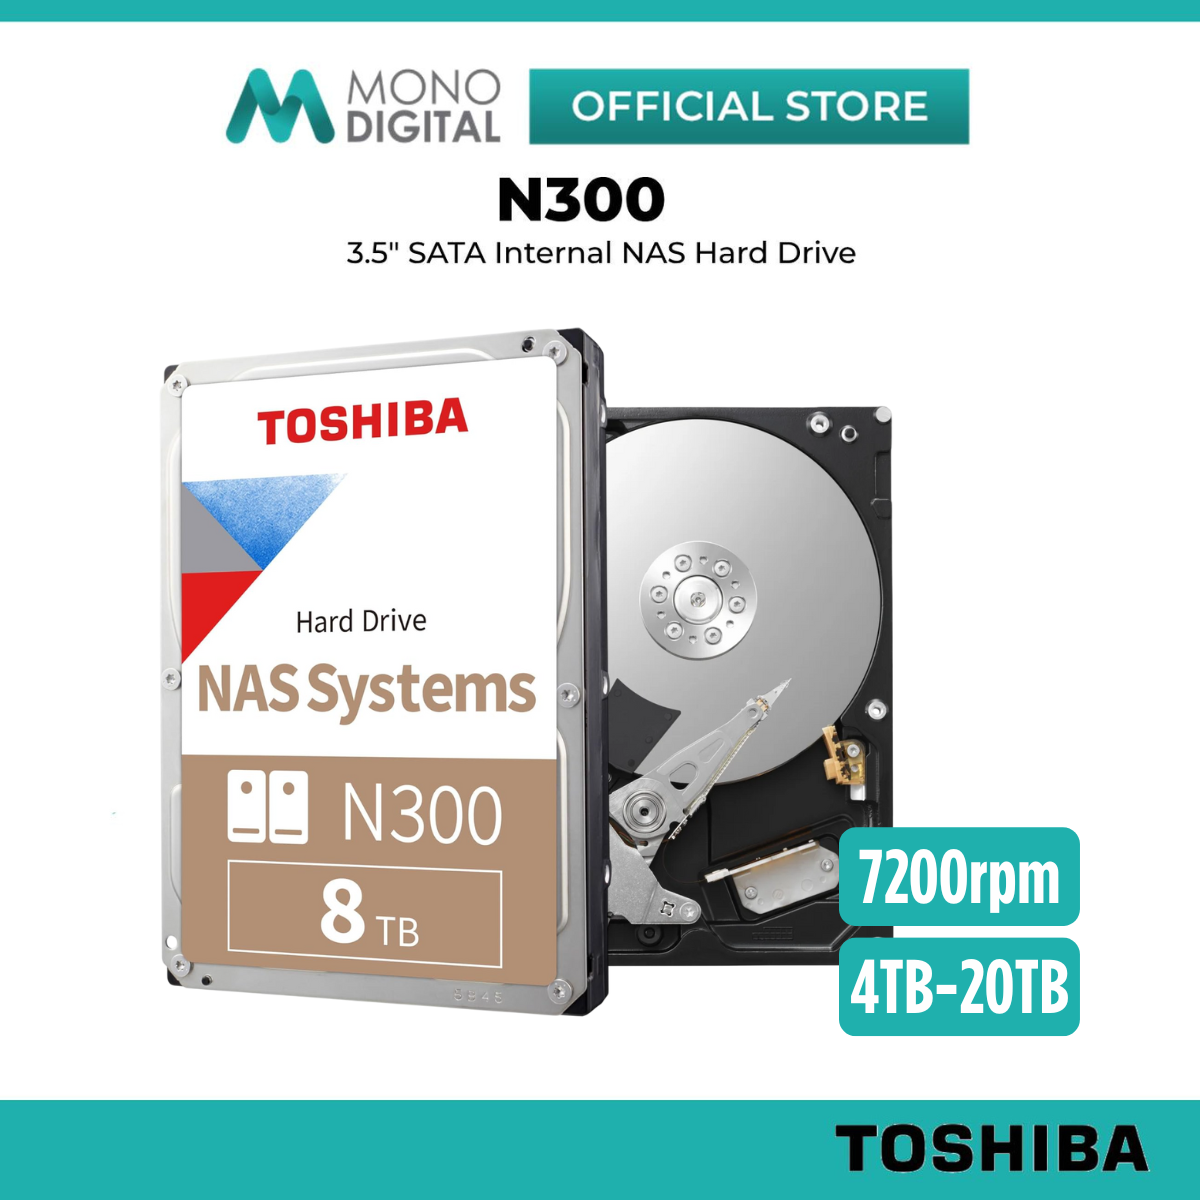 MONO
DIGITAL
OFFICIAL STORE
N300
3.5" SATA Internal NAS Hard Drive
TOSHIBA
Hard Drive
NAS Systems
N300
8 TB
7200rpm
4TB-20TB
TOSHIBA